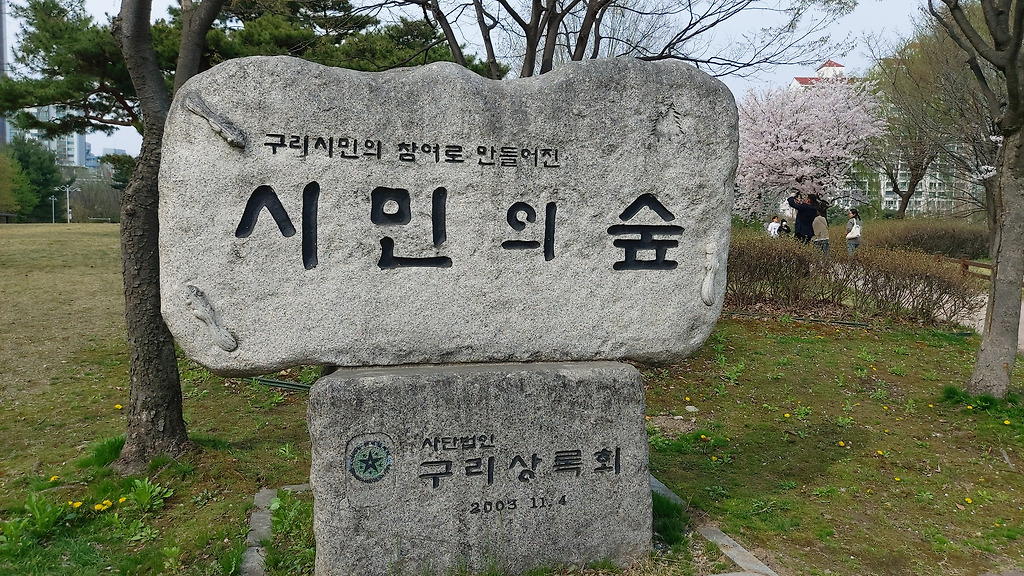 구리시민의 참여로 만들어진
시민의 숲
사단법인
구리상록회
2003 11. 4